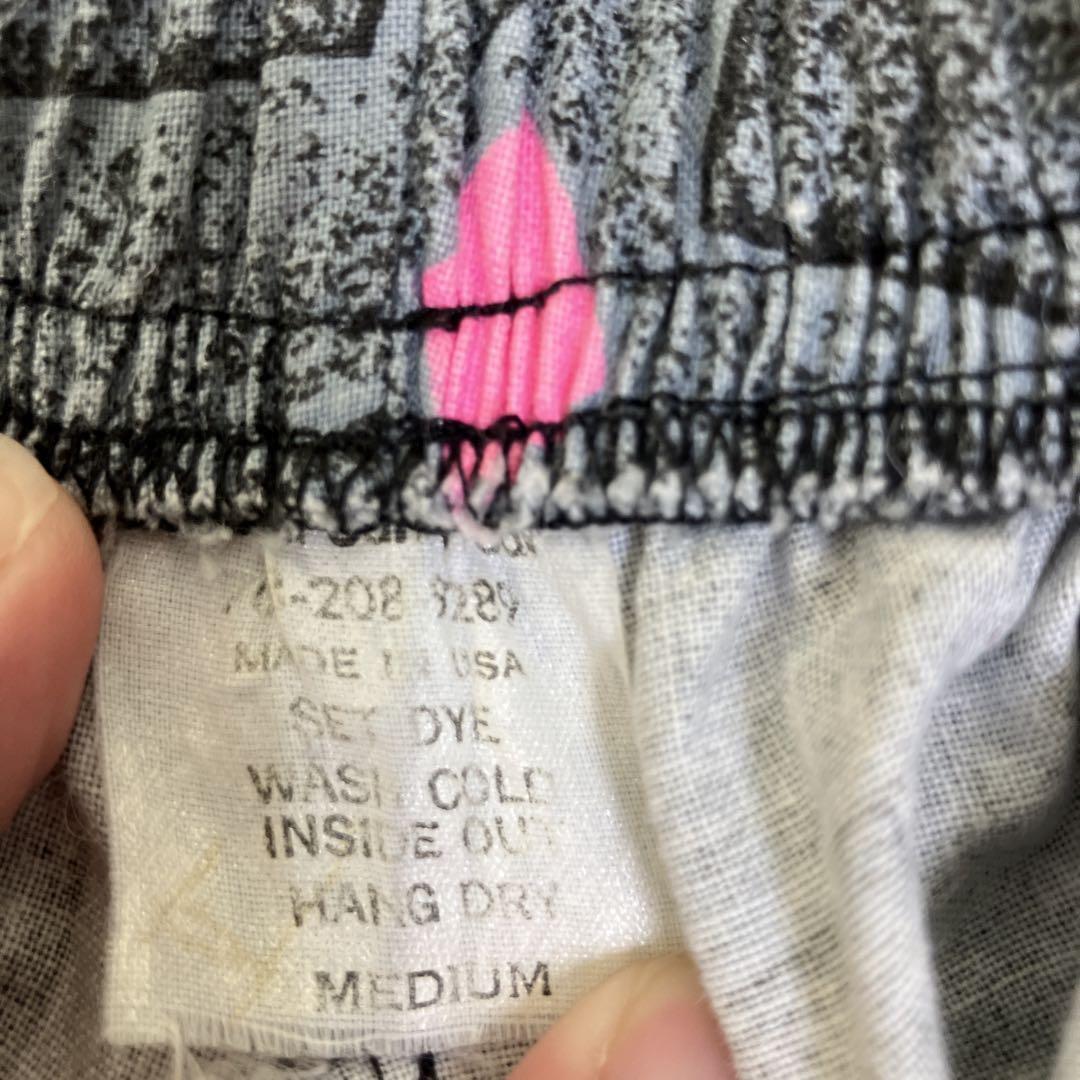 MADE IN USA
SET DYE
WASH COLD
INSIDE OUT
HANG DRY
MEDIUM